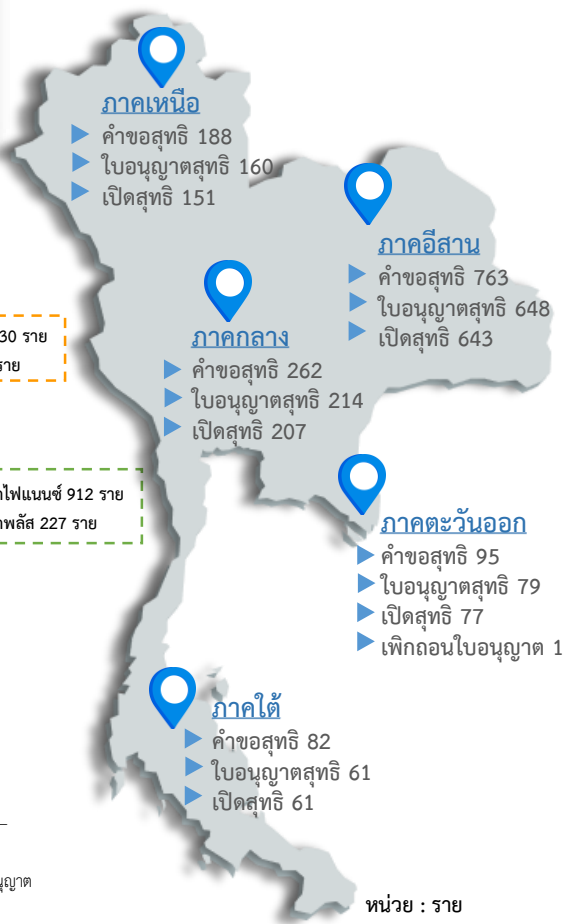 ภาคเหนือ
คำขอสุทธิ 188
ใบอนุญาตสุทธิ 160
เปิดสุทธิ 151
ภาคอีสาน
คำขอสุทธิ 763
ใบอนุญาตสุทธิ 648
เปิดสุทธิ 643
30 ราย
ราย
ภาคกลาง
คำขอสุทธิ 262
ใบอนุญาตสุทธิ 214
เปิดสุทธิ 207
ไฟแนนซ์ 912 ราย
พลัส 227 ราย
ภาคตะวันออก
คำขอสุทธิ 95
ใบอนุญาตสุทธิ 79
เปิดสุทธิ 77
เพิกถอนใบอนุญาต 1
ภาคใต้
คำขอสุทธิ 82
ใบอนุญาตสุทธิ 61
เปิดสุทธิ 61
หน่วย : ราย